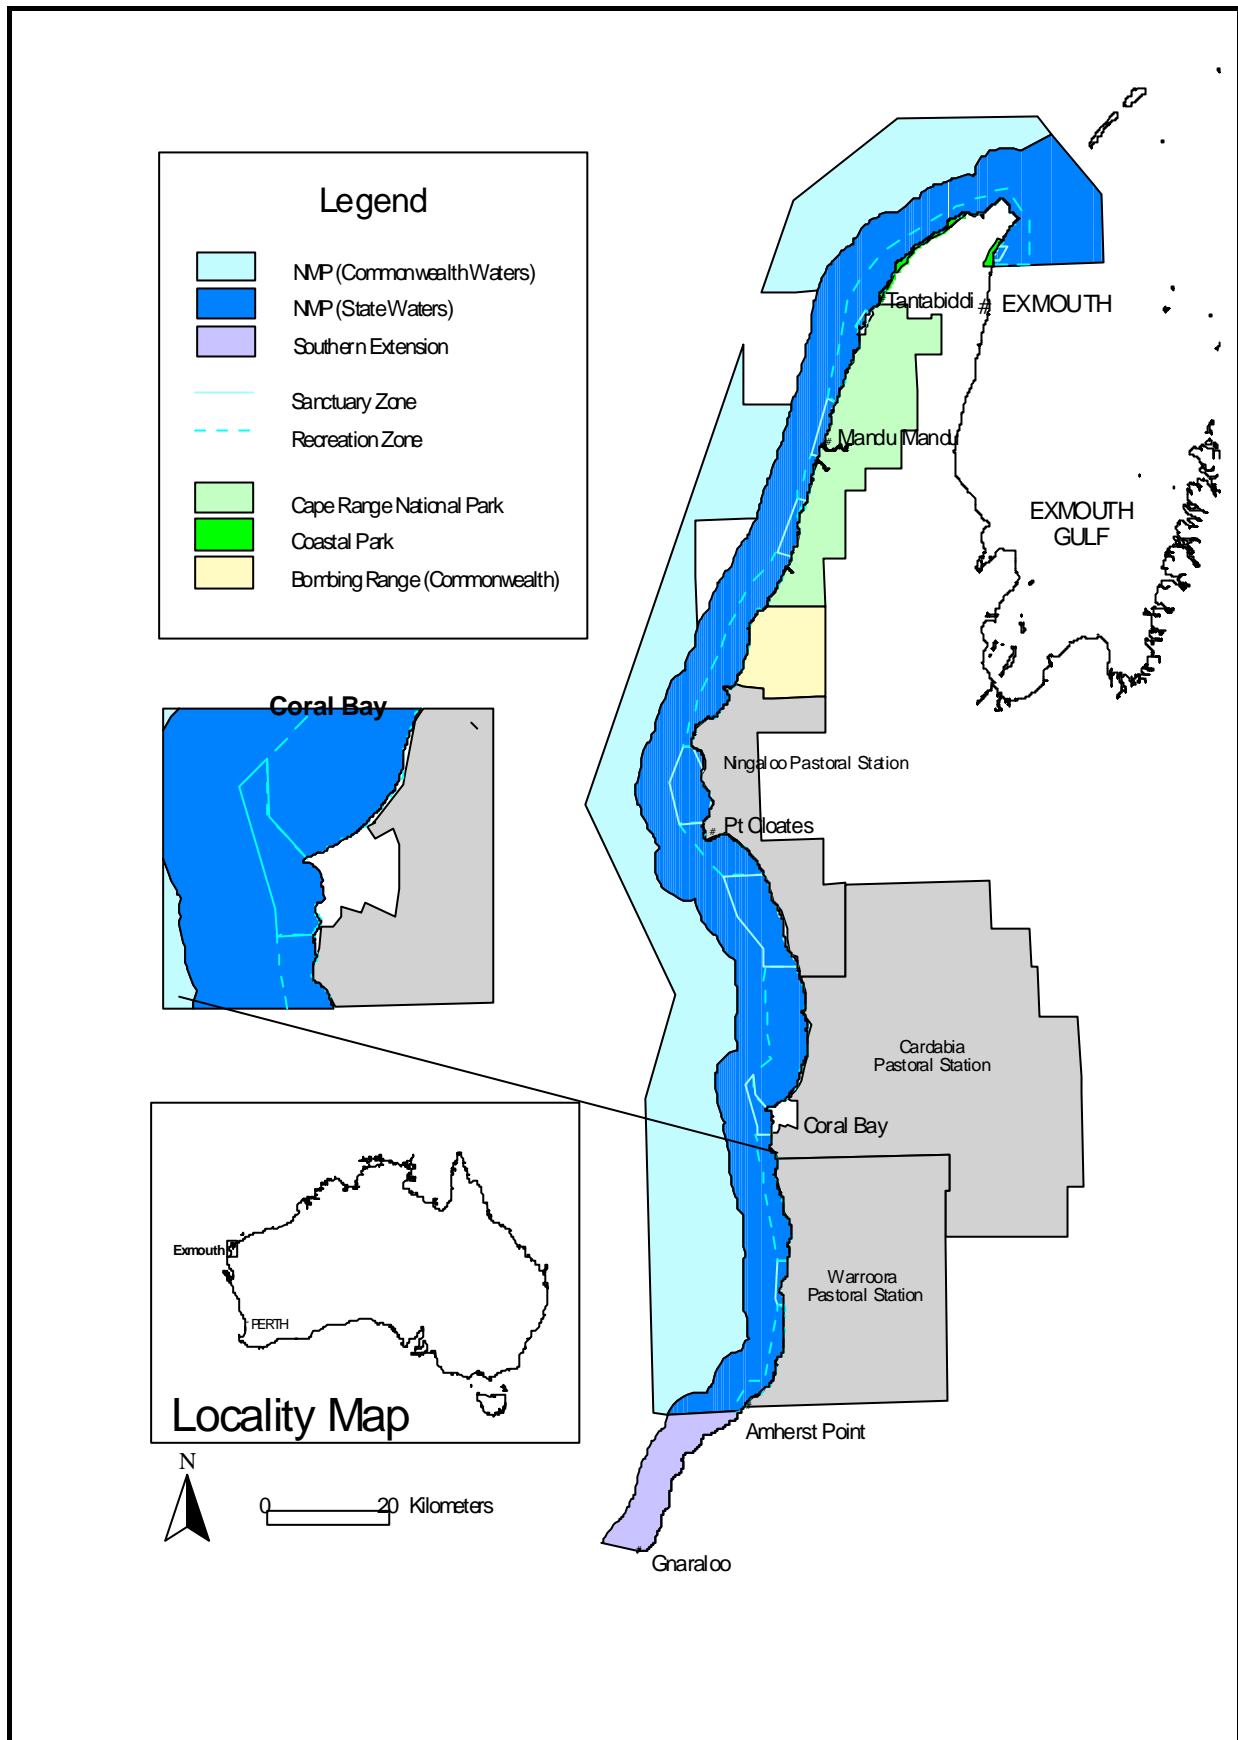 Legend
NMP (Commonwealth Waters)
NMP (State Waters)
Southern Extension
Sanctuary Zone
Recreation Zone
Cape Range National Park
Coastal Park
Bombing Range (Commonwealth)
Tantabiddi
EXMOUTH
Mandu Mandu
EXMOUTH
GULF
Coral Bay
Ningaloo Pastoral Station
Pt Cloates
Cardabia
Pastoral Station
Coral Bay
Warroora
Pastoral Station
Exmouth
PERTH
Locality Map
Amherst Point
N
0 20 Kilometers
Gnaraloo